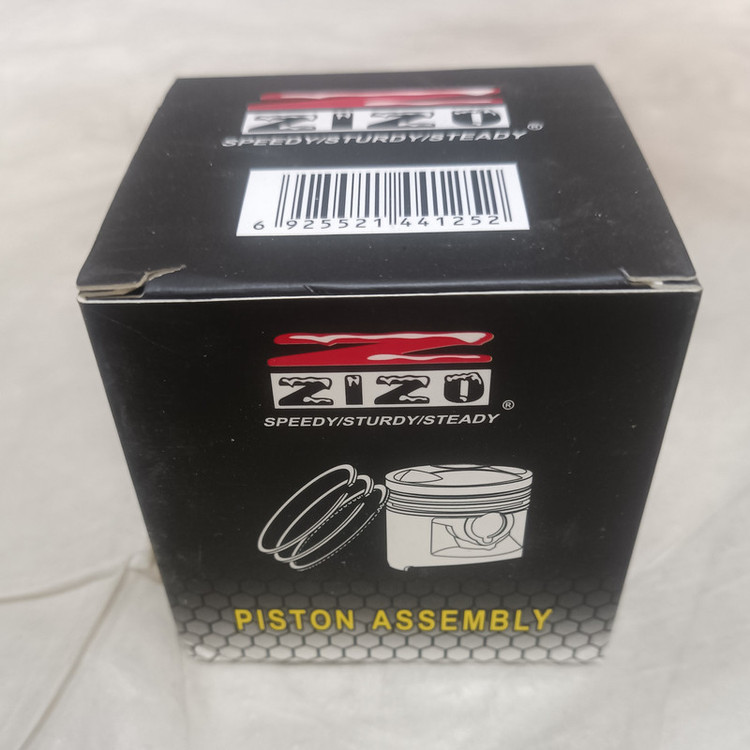 ZIZO®
SPEEDY/STURDY/STEADY
6 925521 441252
ZIZO®
SPEEDY/STURDY/STEADY
PISTON ASSEMBLY